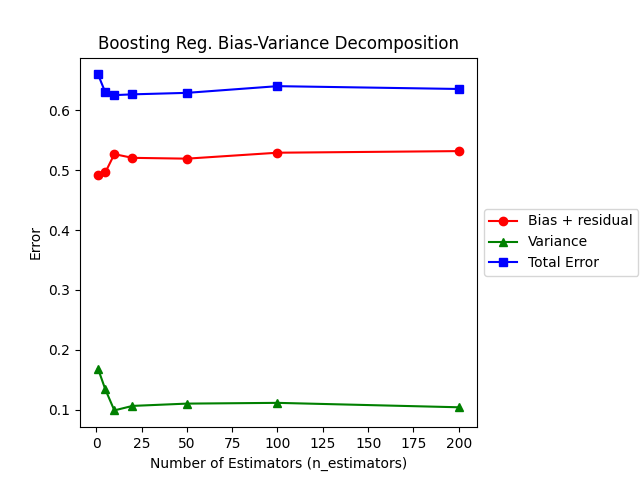 Boosting Reg. Bias-Variance Decomposition
Error
0.6
0.5
0.4
0.3
0.2
0.1
0 25 50 75 100 125 150 175 200
Number of Estimators (n_estimators)
Bias + residual
Variance
Total Error